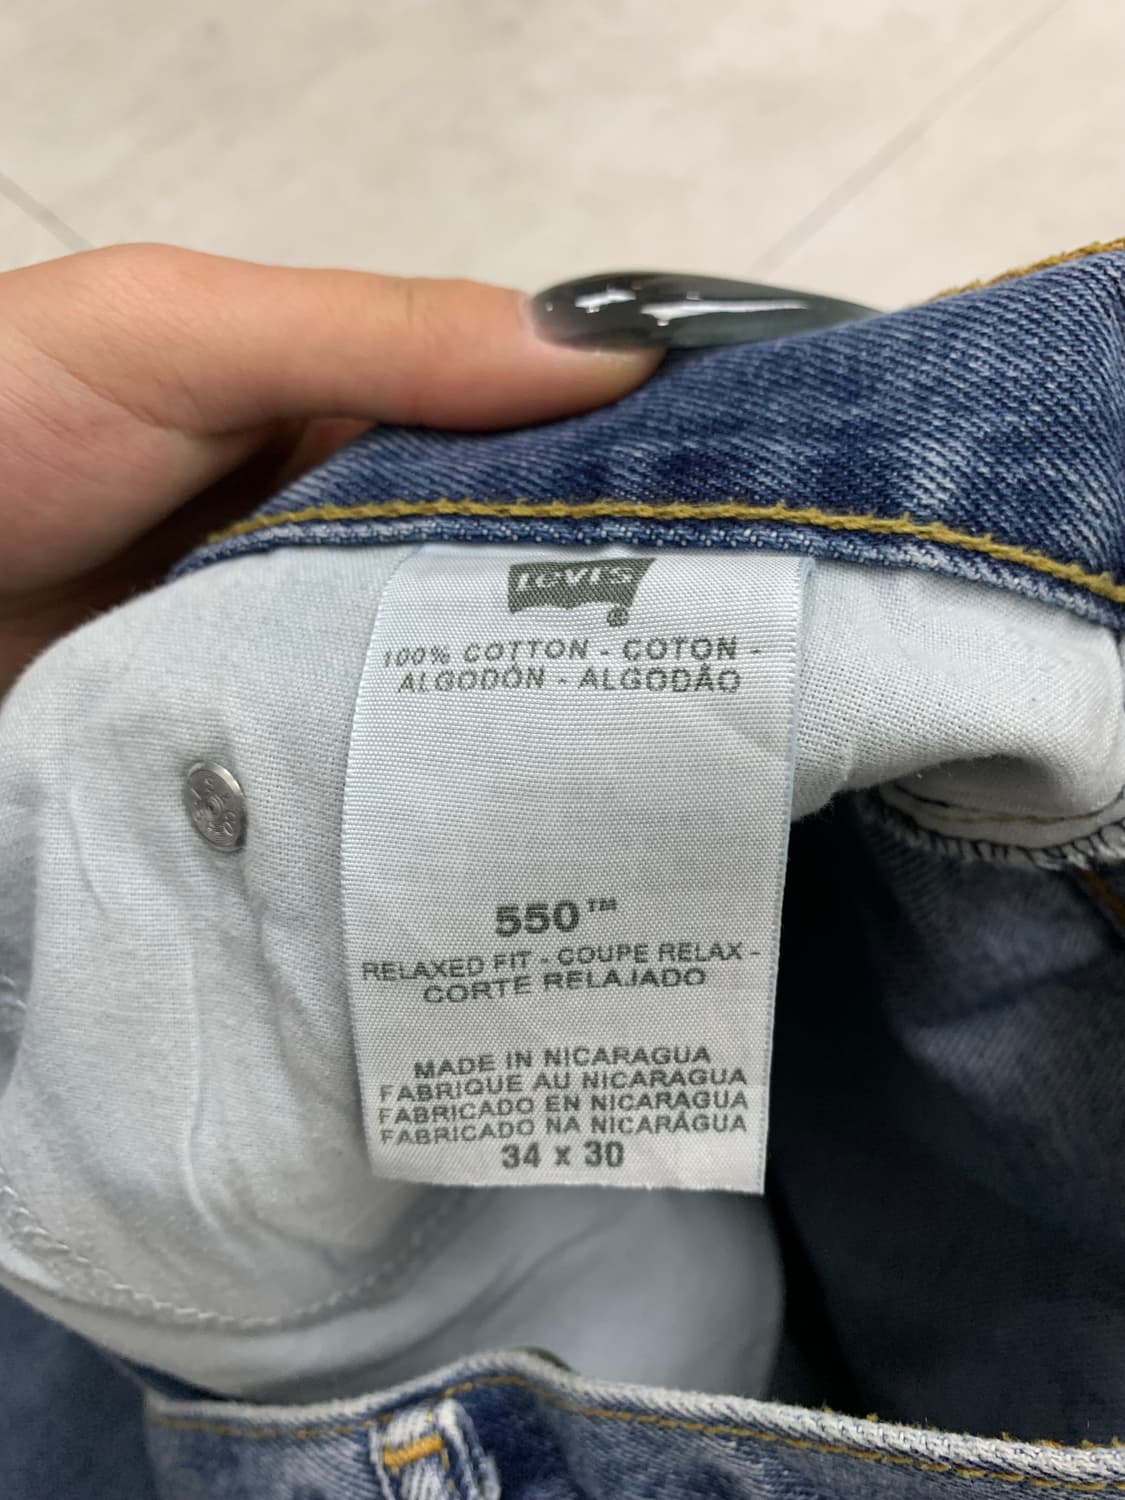 Levi's
®
100% COTTON - COTON -
ALGODÓN - ALGODÃO
550™
RELAXED FIT - COUPE RELAX -
CORTE RELAJADO
MADE IN NICARAGUA
FABRIQUE AU NICARAGUA
FABRICADO EN NICARAGUA
FABRICADO NA NICARÁGUA
34 x 30